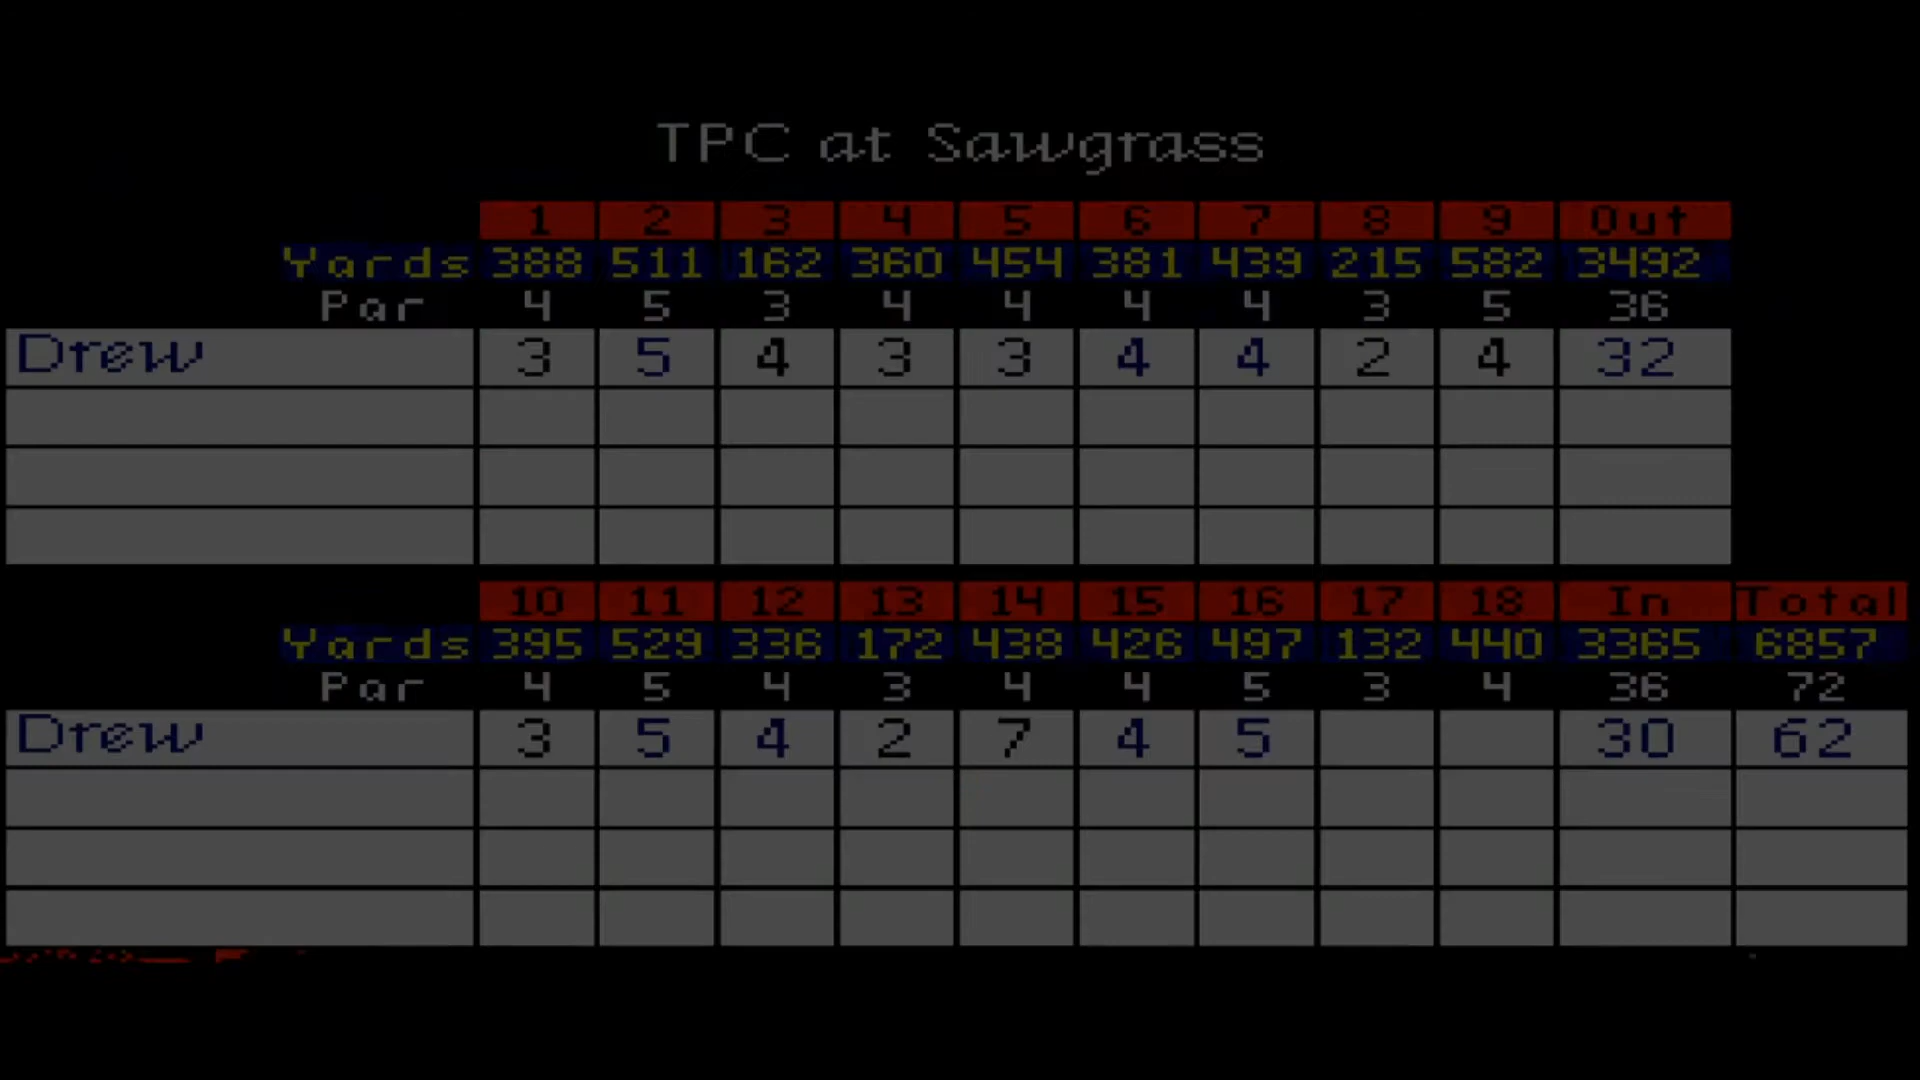 TPC at Sawgrass
1 2 3 4 5 6 7 8 9 Out
Yards 388 511 162 360 454 381 439 215 582 3492
Par 4 5 3 4 4 4 4 3 5 36
Drew 3 5 4 3 3 4 4 2 4 32
10 11 12 13 14 15 16 17 18 In Total
Yards 395 529 336 172 438 426 497 132 440 3365 6857
Par 4 5 4 3 4 4 5 3 4 36 72
Drew 3 5 4 2 7 4 5 30 62